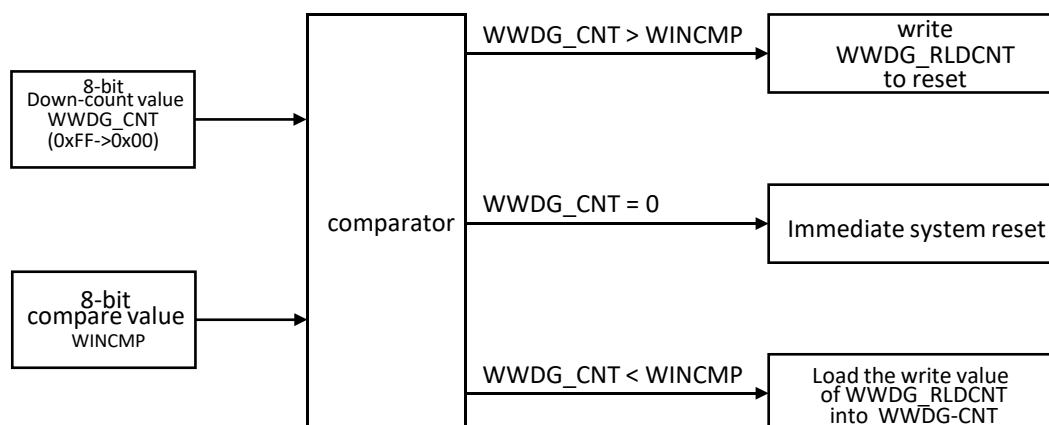 8-bit
Down-count value
WWDG_CNT
(0xFF->0x00)
8-bit
compare value
WINCMP
comparator
WWDG_CNT > WINCMP
write
WWDG_RLDCNT
to reset
WWDG_CNT = 0
Immediate system reset
WWDG_CNT < WINCMP
Load the write value
of WWDG_RLDCNT
into WWDG-CNT